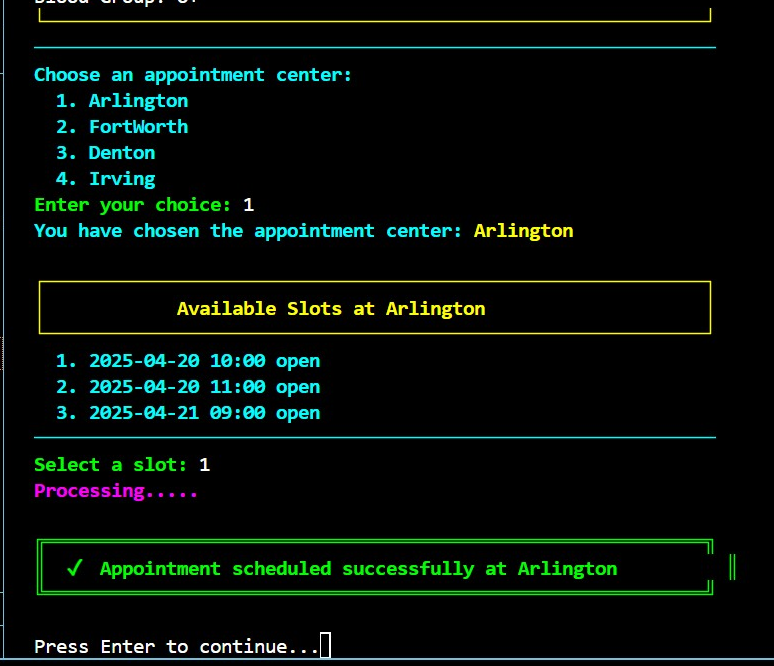 Blood Group: O+
Choose an appointment center:
1. Arlington
2. FortWorth
3. Denton
4. Irving
Enter your choice: 1
You have chosen the appointment center: Arlington
Available Slots at Arlington
1. 2025-04-20 10:00 open
2. 2025-04-20 11:00 open
3. 2025-04-21 09:00 open
Select a slot: 1
Processing.....
✓ Appointment scheduled successfully at Arlington
Press Enter to continue...